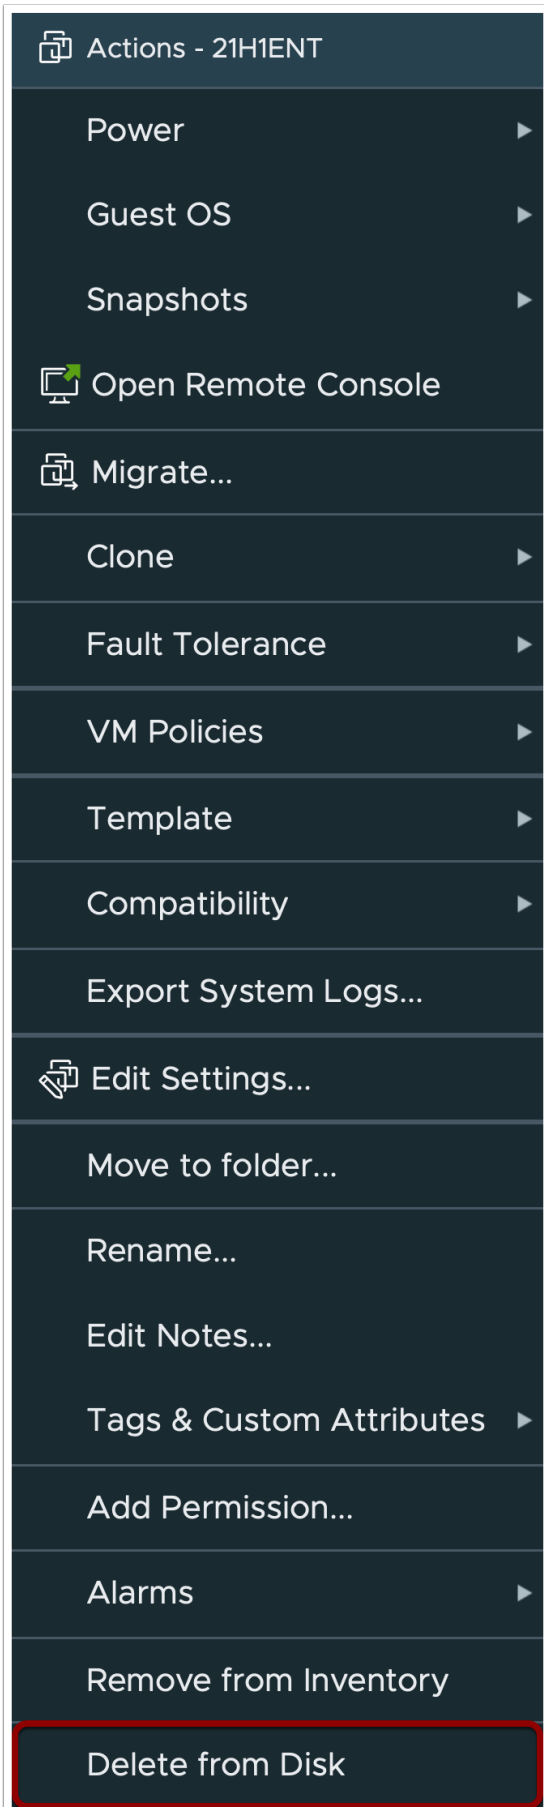 Actions - 21H1ENT
Power
Guest OS
Snapshots
Open Remote Console
Migrate...
Clone
Fault Tolerance
VM Policies
Template
Compatibility
Export System Logs...
Edit Settings...
Move to folder...
Rename...
Edit Notes...
Tags & Custom Attributes
Add Permission...
Alarms
Remove from Inventory
Delete from Disk